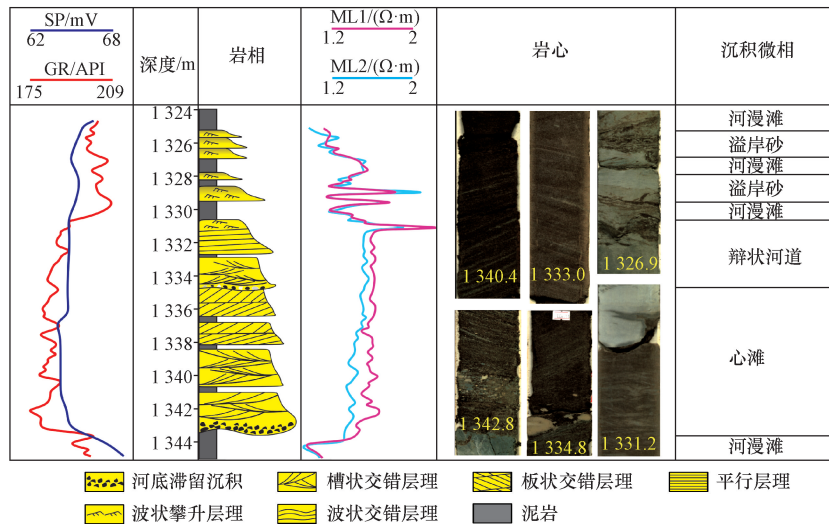 SP/mV
62 68
GR/API
175 209
深度/m
岩相
ML1/(Ω·m)
1.2 2
ML2/(Ω·m)
1.2 2
岩心
沉积微相
1 324
1 326
1 328
1 330
1 332
1 334
1 336
1 338
1 340
1 342
1 344
1 340.4
1 333.0
1 326.9
1 342.8
1 334.8
1 331.2
河漫滩
溢岸砂
河漫滩
溢岸砂
河漫滩
辩状河道
心滩
河漫滩
河底滞留沉积 槽状交错层理 板状交错层理 平行层理
波状攀升层理 波状交错层理 泥岩